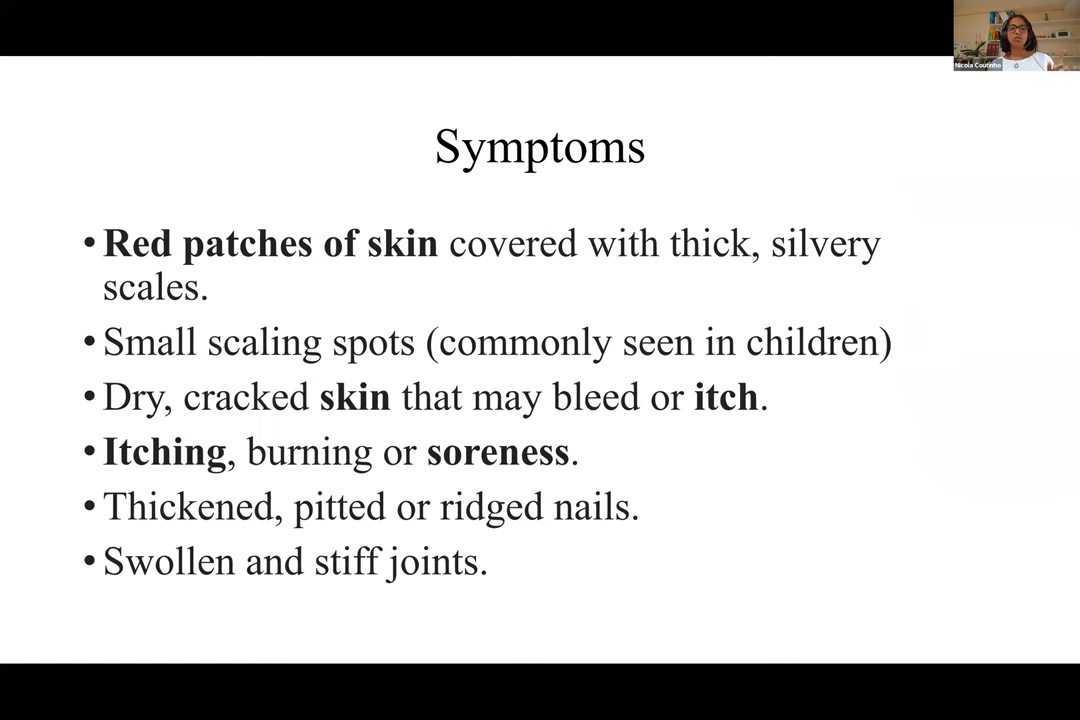 Nicola Coutinho
Symptoms
• Red patches of skin covered with thick, silvery
scales.
• Small scaling spots (commonly seen in children)
• Dry, cracked skin that may bleed or itch.
• Itching, burning or soreness.
• Thickened, pitted or ridged nails.
• Swollen and stiff joints.